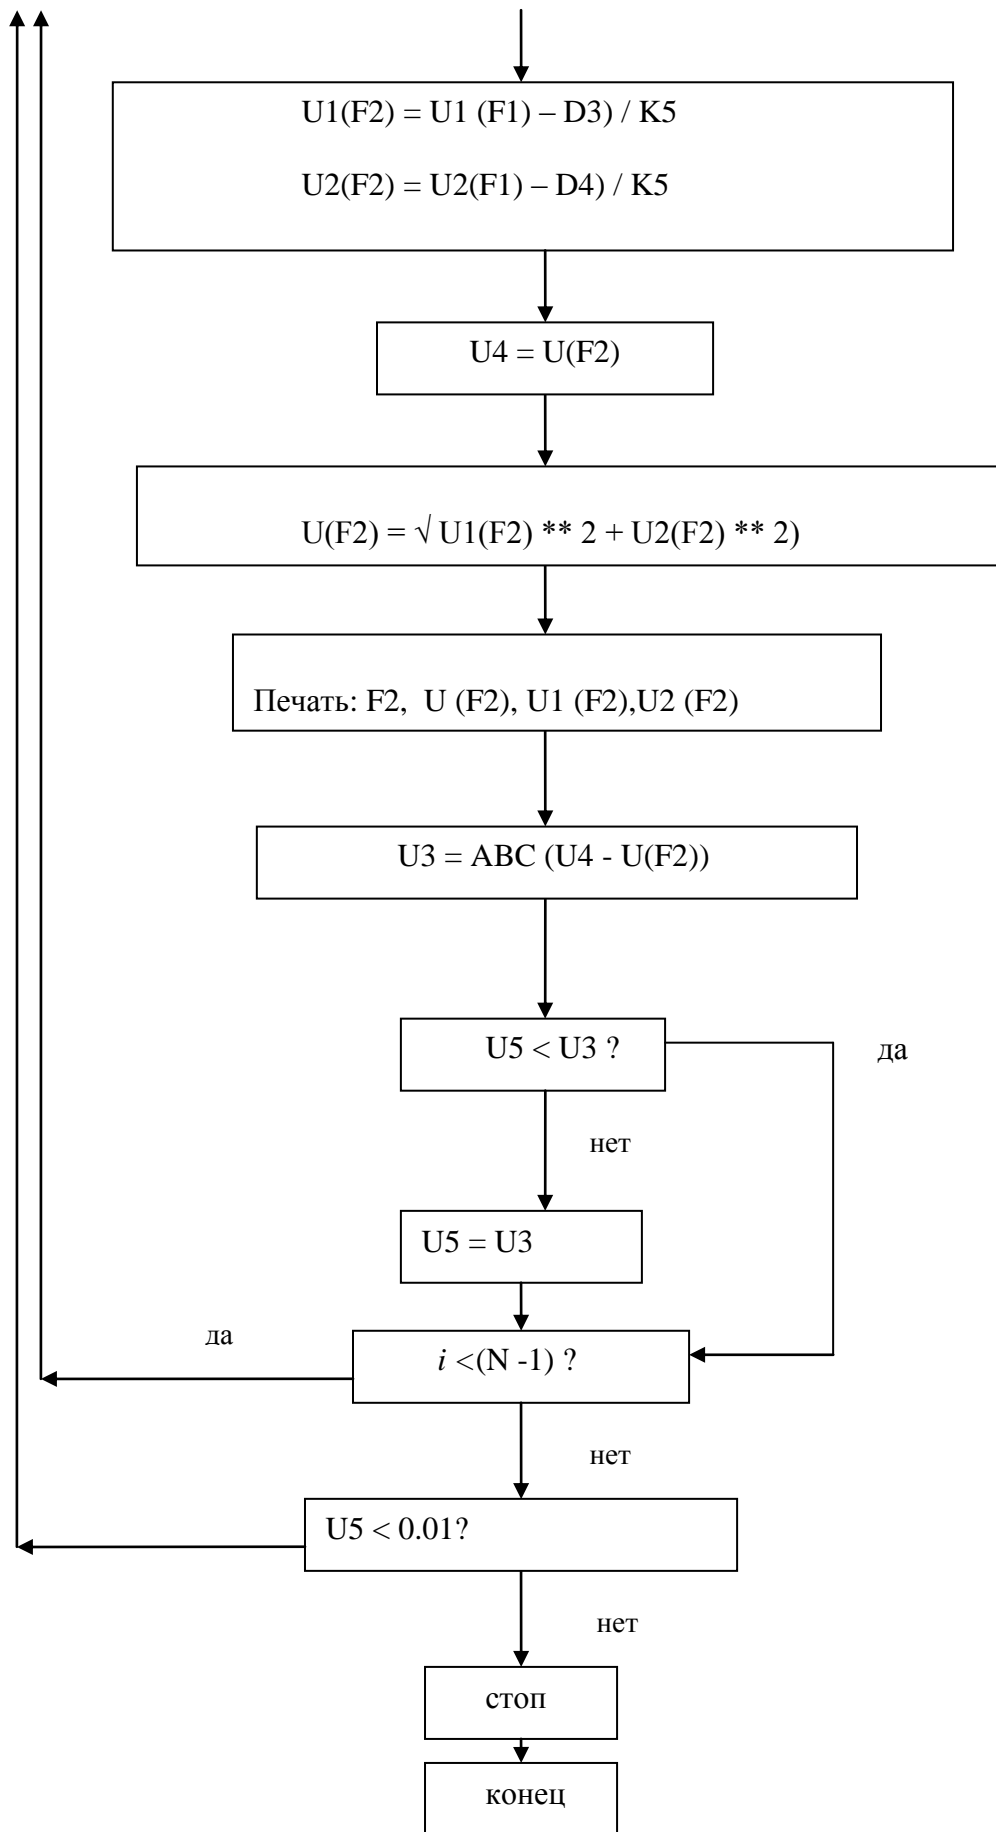 U1(F2) = U1 (F1) – D3) / K5
U2(F2) = U2(F1) – D4) / K5
U4 = U(F2)
U(F2) = √ U1(F2) ** 2 + U2(F2) ** 2)
Печать: F2, U (F2), U1 (F2),U2 (F2)
U3 = ABC (U4 - U(F2))
U5 < U3 ?
да
нет
U5 = U3
да
i <(N -1) ?
нет
U5 < 0.01?
нет
стоп
конец